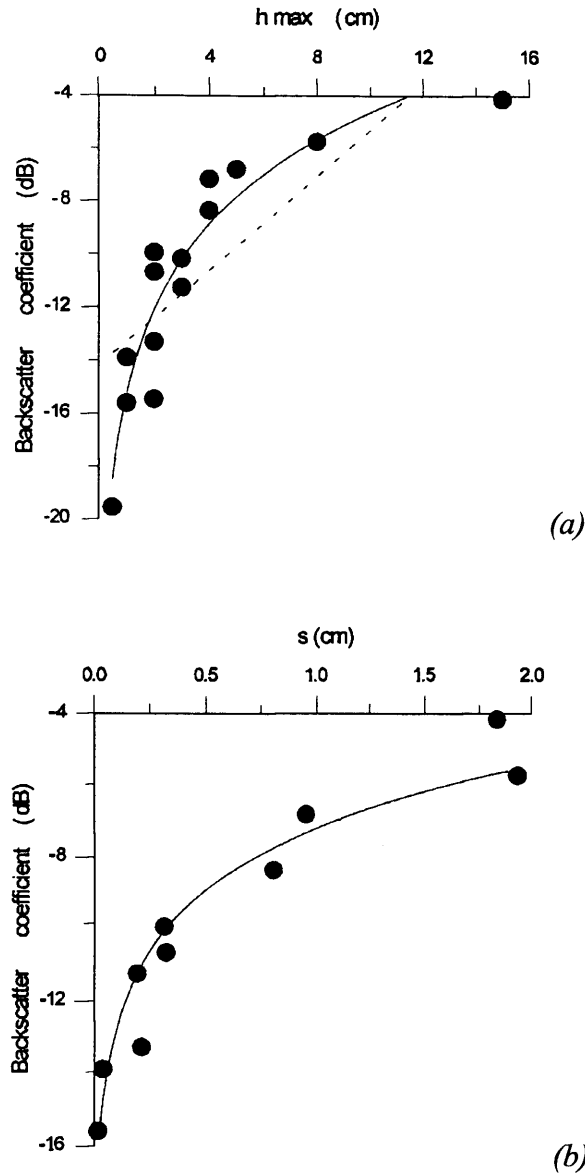 h max (cm)
0 4 8 12 16
-4
-8
-12
-16
-20
Backscatter coefficient (dB)
(a)
s (cm)
0.0 0.5 1.0 1.5 2.0
-4
-8
-12
-16
Backscatter coefficient (dB)
(b)